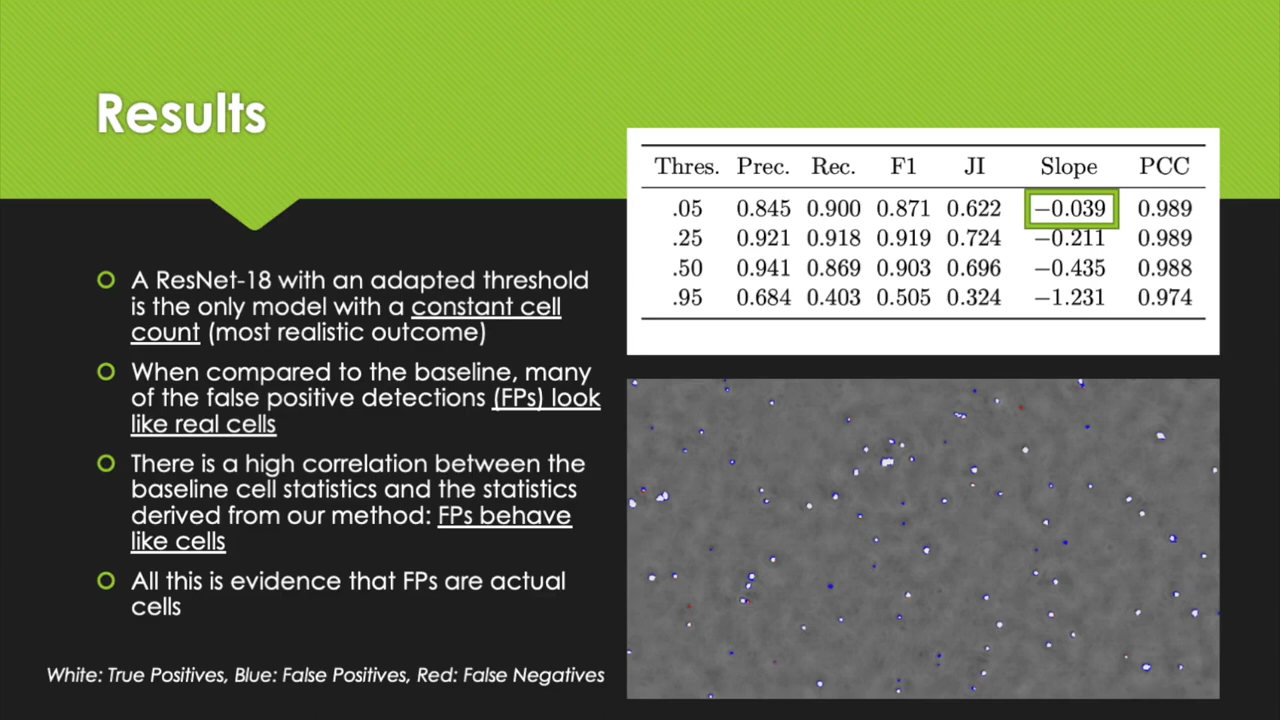 Results
A ResNet-18 with an adapted threshold
is the only model with a constant cell
count (most realistic outcome)
When compared to the baseline, many
of the false positive detections (FPs) look
like real cells
There is a high correlation between the
baseline cell statistics and the statistics
derived from our method: FPs behave
like cells
All this is evidence that FPs are actual
cells
White: True Positives, Blue: False Positives, Red: False Negatives
Thres. Prec. Rec. F1 JI Slope PCC
.05 0.845 0.900 0.871 0.622 −0.039 0.989
.25 0.921 0.918 0.919 0.724 −0.211 0.989
.50 0.941 0.869 0.903 0.696 −0.435 0.988
.95 0.684 0.403 0.505 0.324 −1.231 0.974